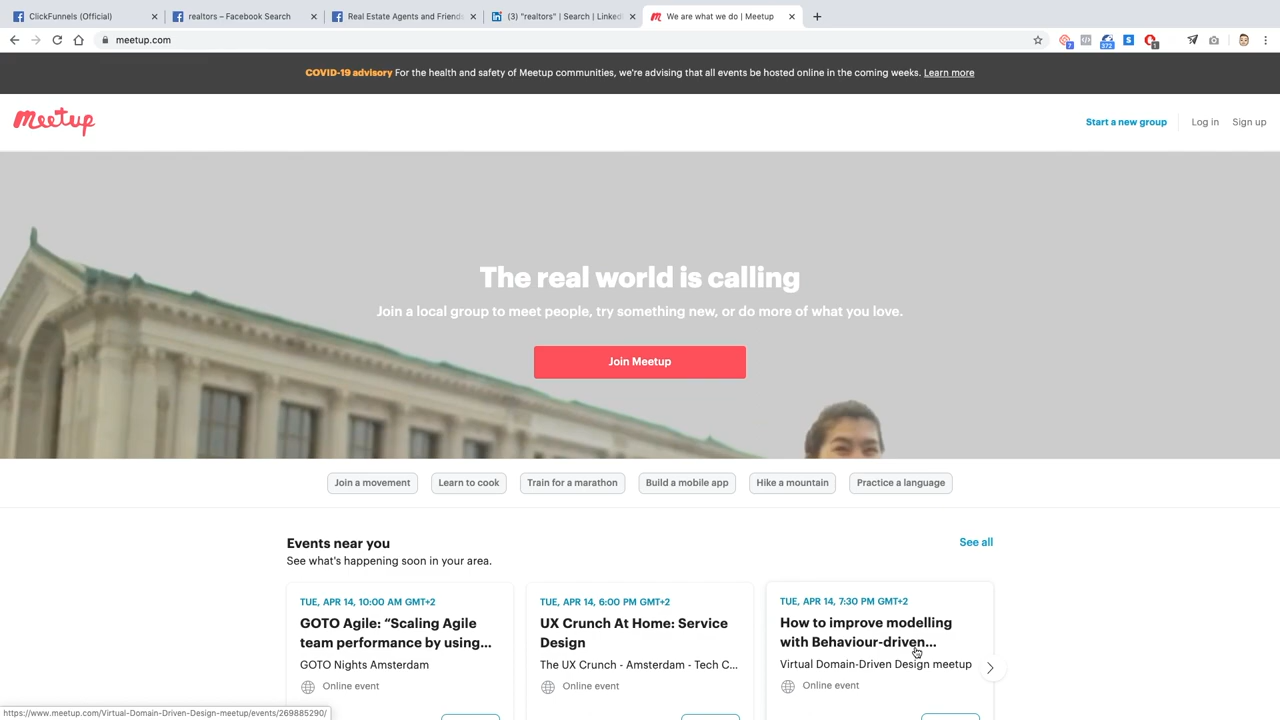 ClickFunnels (Official)
realtors – Facebook Search
Real Estate Agents and Friends
(3) "realtors" | Search | LinkedI
We are what we do | Meetup
meetup.com
7
372
1
COVID-19 advisory For the health and safety of Meetup communities, we're advising that all events be hosted online in the coming weeks. Learn more
meetup
Start a new group
Log in
Sign up
The real world is calling
Join a local group to meet people, try something new, or do more of what you love.
Join Meetup
Join a movement
Learn to cook
Train for a marathon
Build a mobile app
Hike a mountain
Practice a language
Events near you
See all
See what's happening soon in your area.
TUE, APR 14, 10:00 AM GMT+2
GOTO Agile: “Scaling Agile
team performance by using...
GOTO Nights Amsterdam
Online event
TUE, APR 14, 6:00 PM GMT+2
UX Crunch At Home: Service
Design
The UX Crunch - Amsterdam - Tech C...
Online event
TUE, APR 14, 7:30 PM GMT+2
How to improve modelling
with Behaviour-driven...
Virtual Domain-Driven Design meetup
Online event
https://www.meetup.com/Virtual-Domain-Driven-Design-meetup/events/269885290/